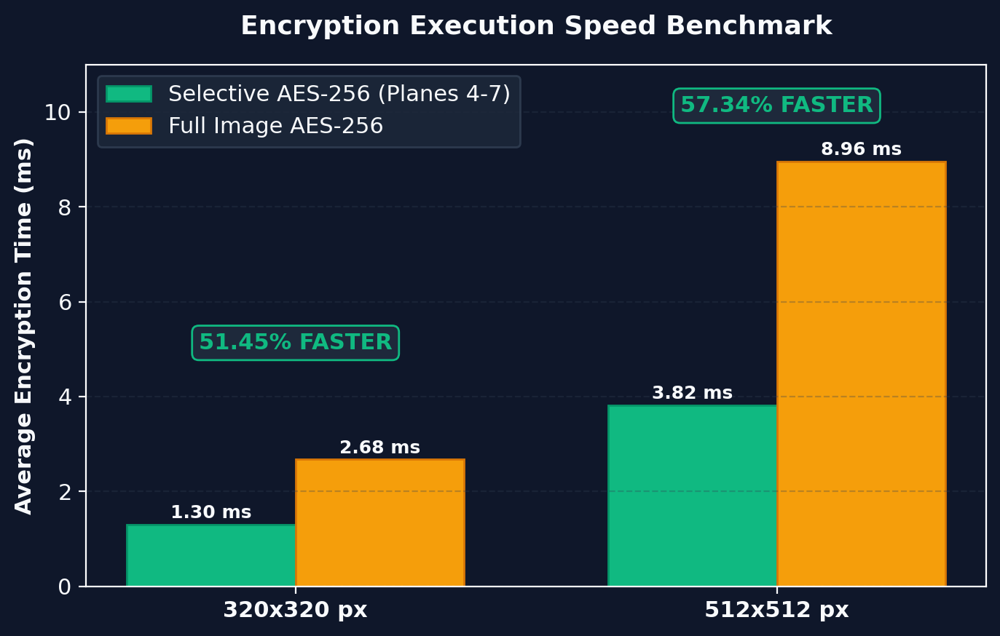 Encryption Execution Speed Benchmark
Selective AES-256 (Planes 4-7)
Full Image AES-256
57.34% FASTER
51.45% FASTER
8.96 ms
3.82 ms
2.68 ms
1.30 ms
Average Encryption Time (ms)
10
8
6
4
2
0
320x320 px
512x512 px